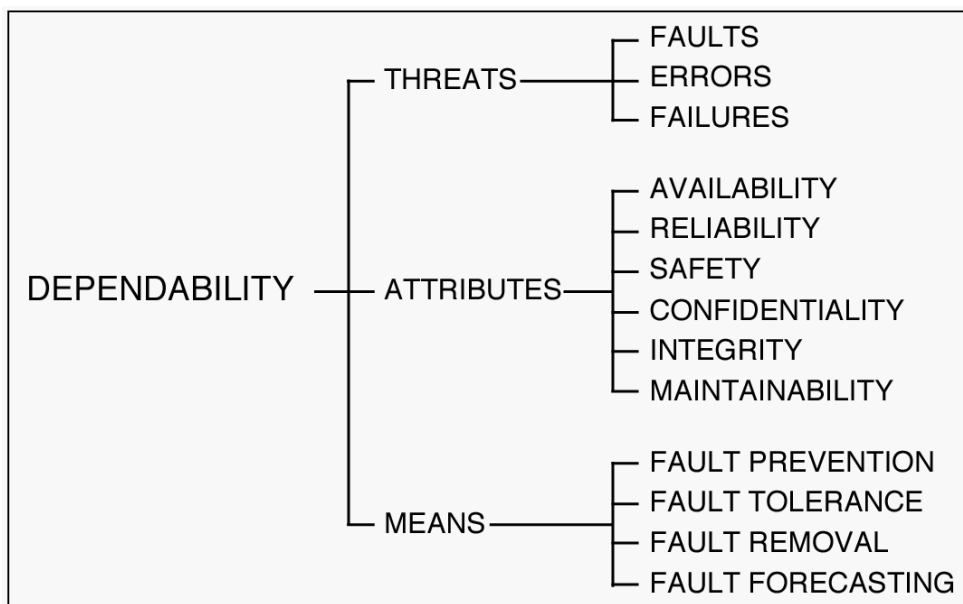 FAULTS
THREATS
ERRORS
FAILURES
AVAILABILITY
RELIABILITY
SAFETY
DEPENDABILITY
ATTRIBUTES
CONFIDENTIALITY
INTEGRITY
MAINTAINABILITY
FAULT PREVENTION
FAULT TOLERANCE
MEANS
FAULT REMOVAL
FAULT FORECASTING